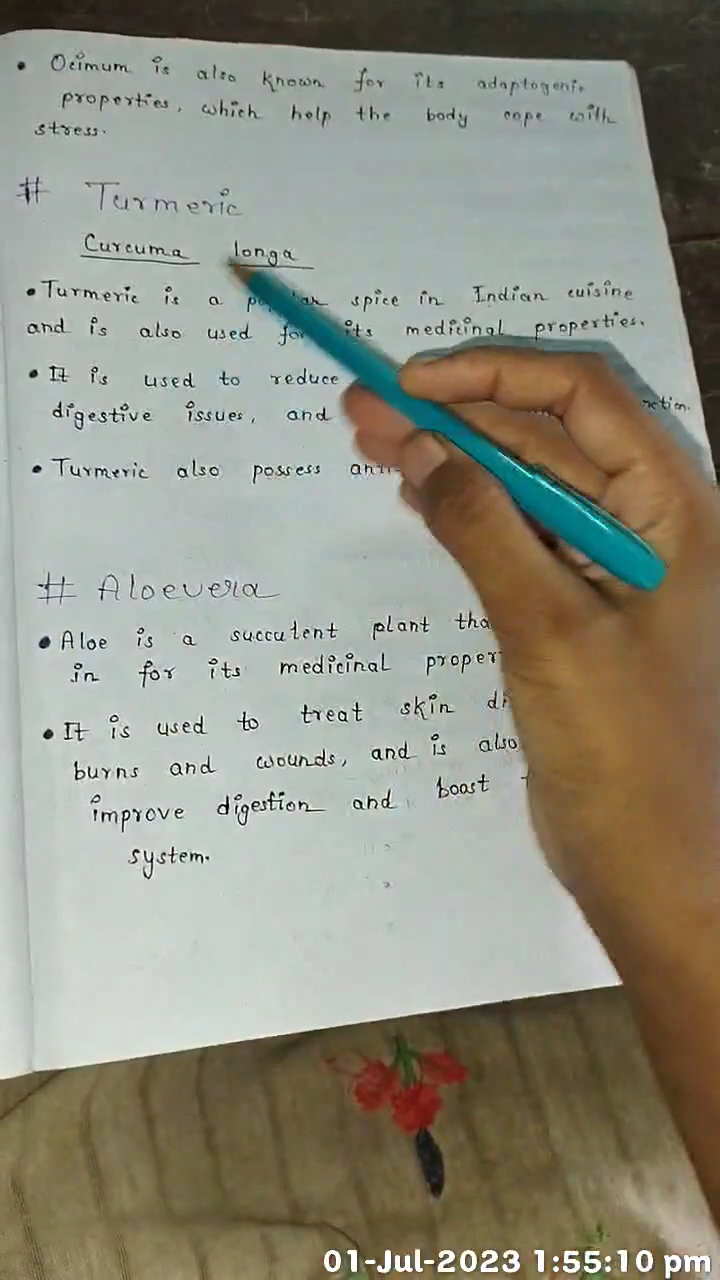 • Ocimum is also known for its adaptogenic
properties, which help the body cope with
stress.
# Turmeric
Curcuma longa
• Turmeric is a popular spice in Indian cuisine
and is also used for its medicinal properties.
• It is used to reduce
digestive issues, and
• Turmeric also possess
# Aloevera
• Aloe is a succulent plant
in for its medicinal
• It is used to treat skin
burns and wounds, and is also
improve digestion and boast
system.
01-Jul-2023 1:55:10 pm